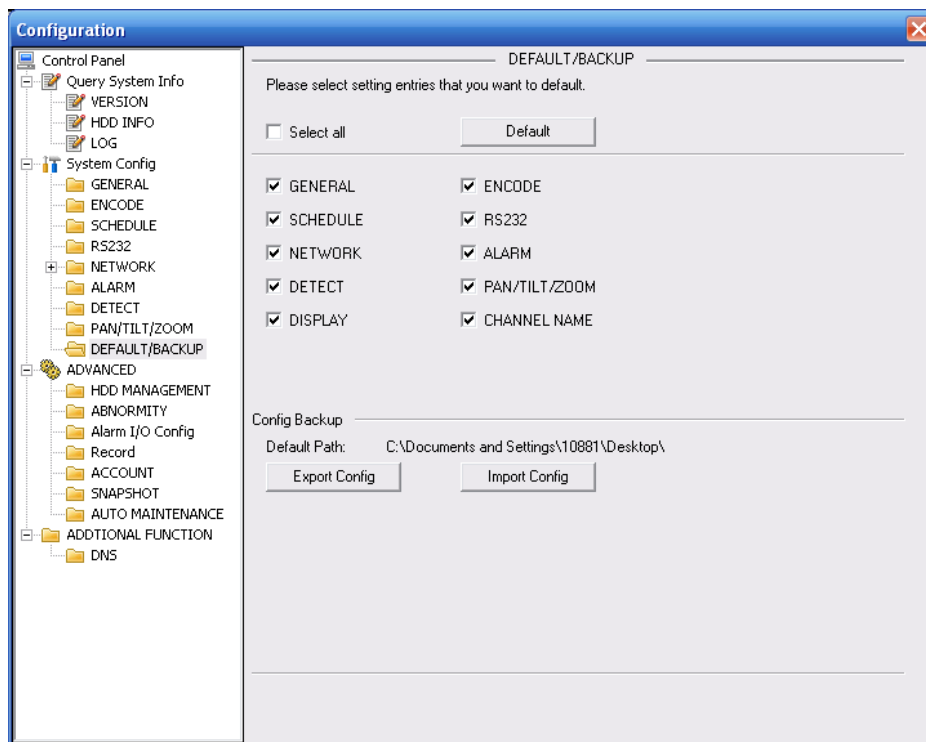 Configuration
Control Panel
Query System Info
VERSION
HDD INFO
LOG
System Config
GENERAL
ENCODE
SCHEDULE
RS232
NETWORK
ALARM
DETECT
PAN/TILT/ZOOM
DEFAULT/BACKUP
ADVANCED
HDD MANAGEMENT
ABNORMITY
Alarm I/O Config
Record
ACCOUNT
SNAPSHOT
AUTO MAINTENANCE
ADDTIONAL FUNCTION
DNS
DEFAULT/BACKUP
Please select setting entries that you want to default.
Select all Default
GENERAL ENCODE
SCHEDULE RS232
NETWORK ALARM
DETECT PAN/TILT/ZOOM
DISPLAY CHANNEL NAME
Config Backup
Default Path: C:\Documents and Settings\10881\Desktop\
Export Config Import Config